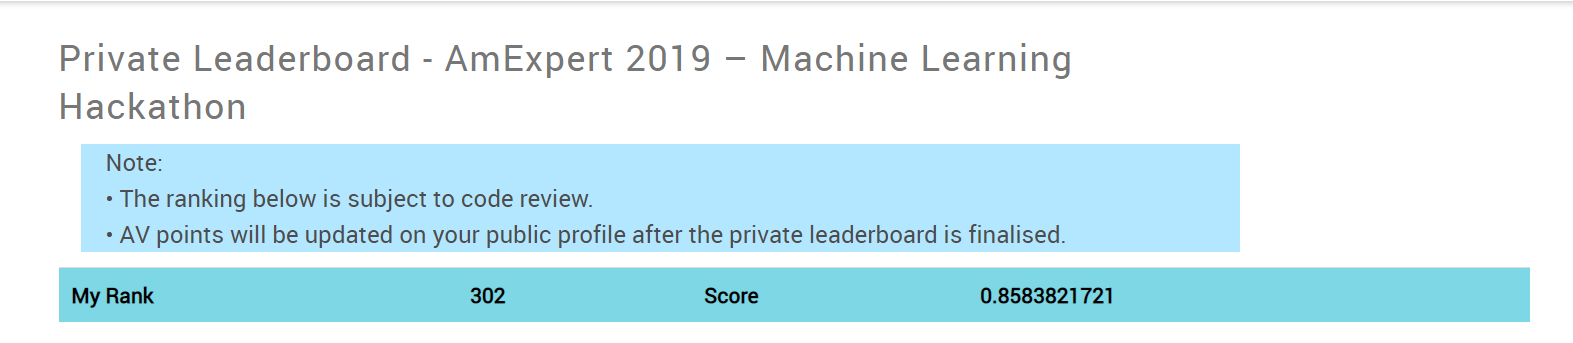 Private Leaderboard - AmExpert 2019 – Machine Learning
Hackathon
Note:
• The ranking below is subject to code review.
• AV points will be updated on your public profile after the private leaderboard is finalised.
My Rank 302 Score 0.8583821721